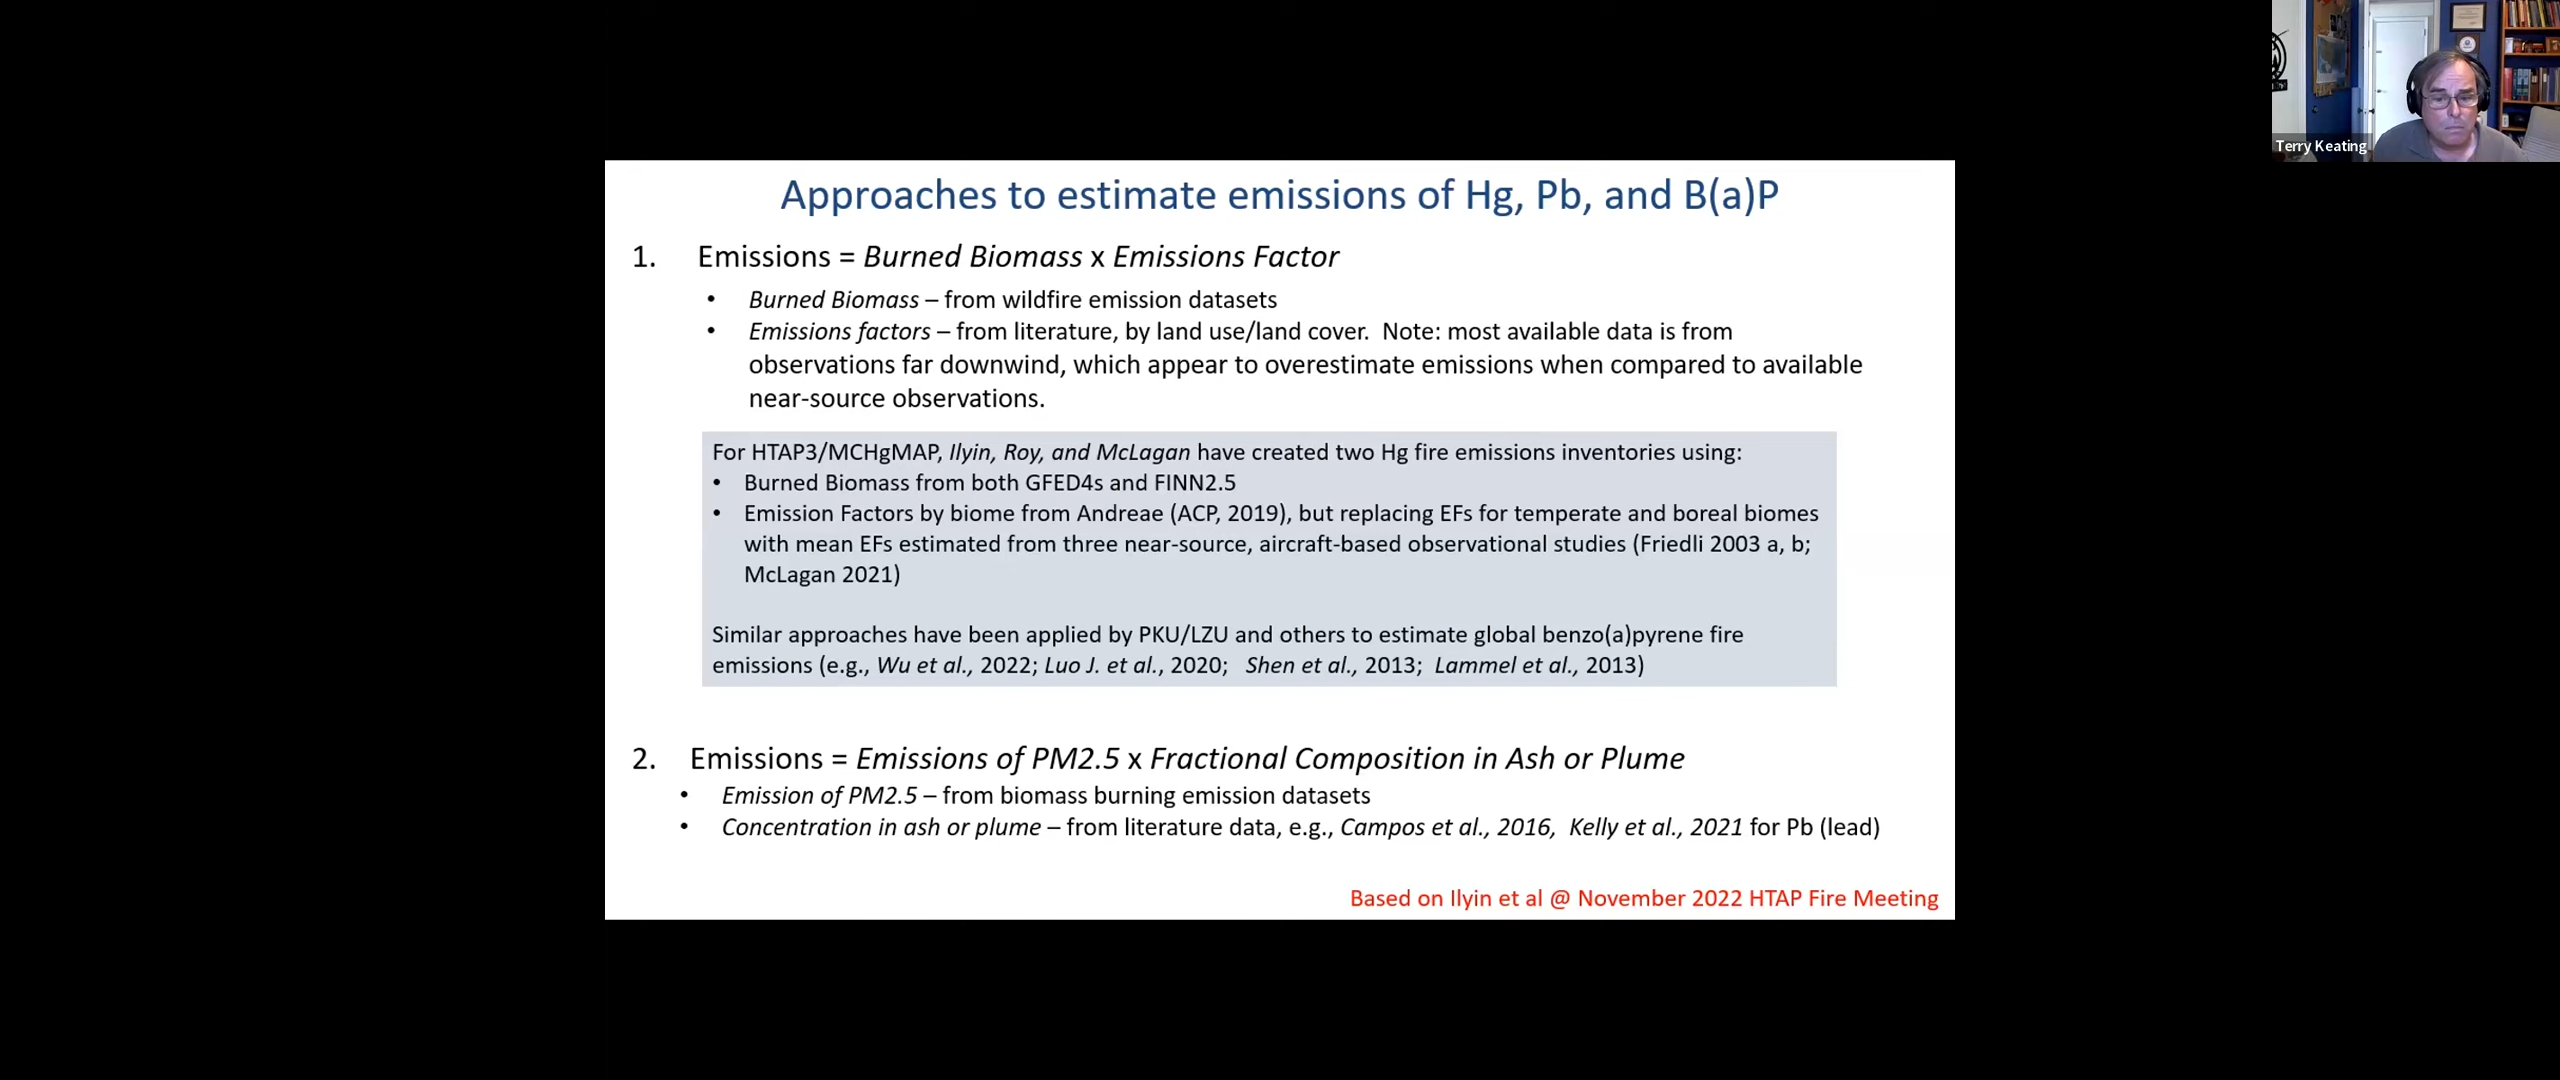 Terry Keating
Approaches to estimate emissions of Hg, Pb, and B(a)P
1. Emissions = Burned Biomass x Emissions Factor
• Burned Biomass – from wildfire emission datasets
• Emissions factors – from literature, by land use/land cover. Note: most available data is from
observations far downwind, which appear to overestimate emissions when compared to available
near-source observations.
For HTAP3/MCHgMAP, Ilyin, Roy, and McLagan have created two Hg fire emissions inventories using:
• Burned Biomass from both GFED4s and FINN2.5
• Emission Factors by biome from Andreae (ACP, 2019), but replacing EFs for temperate and boreal biomes
with mean EFs estimated from three near-source, aircraft-based observational studies (Friedli 2003 a, b;
McLagan 2021)
Similar approaches have been applied by PKU/LZU and others to estimate global benzo(a)pyrene fire
emissions (e.g., Wu et al., 2022; Luo J. et al., 2020; Shen et al., 2013; Lammel et al., 2013)
2. Emissions = Emissions of PM2.5 x Fractional Composition in Ash or Plume
• Emission of PM2.5 – from biomass burning emission datasets
• Concentration in ash or plume – from literature data, e.g., Campos et al., 2016, Kelly et al., 2021 for Pb (lead)
Based on Ilyin et al @ November 2022 HTAP Fire Meeting